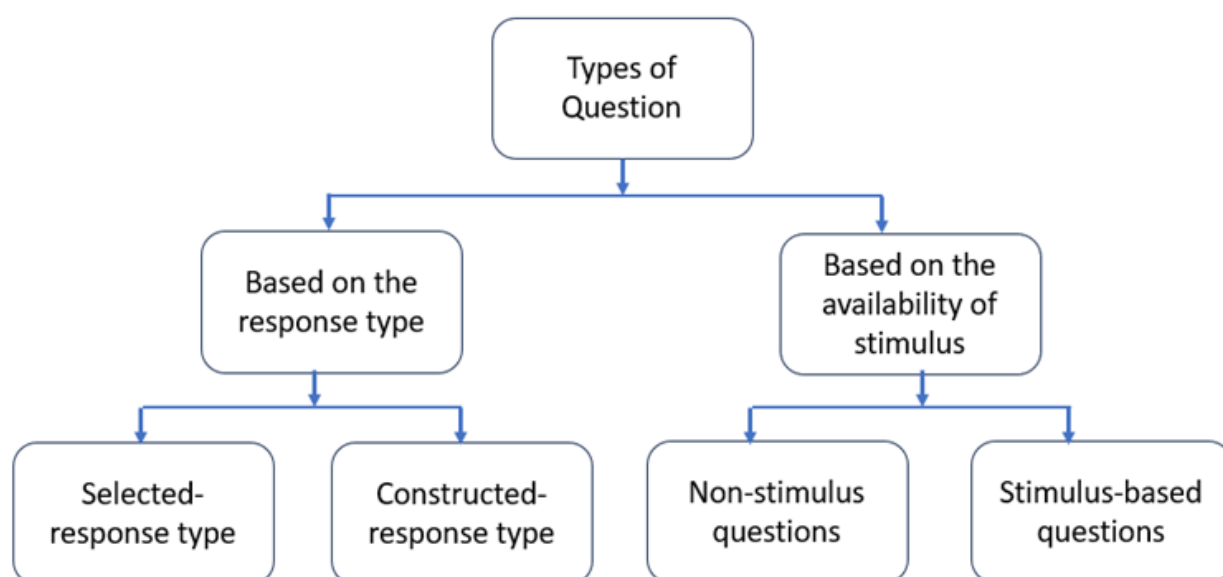 Types of
Question
Based on the
response type
Based on the
availability of
stimulus
Selected-
response type
Constructed-
response type
Non-stimulus
questions
Stimulus-based
questions